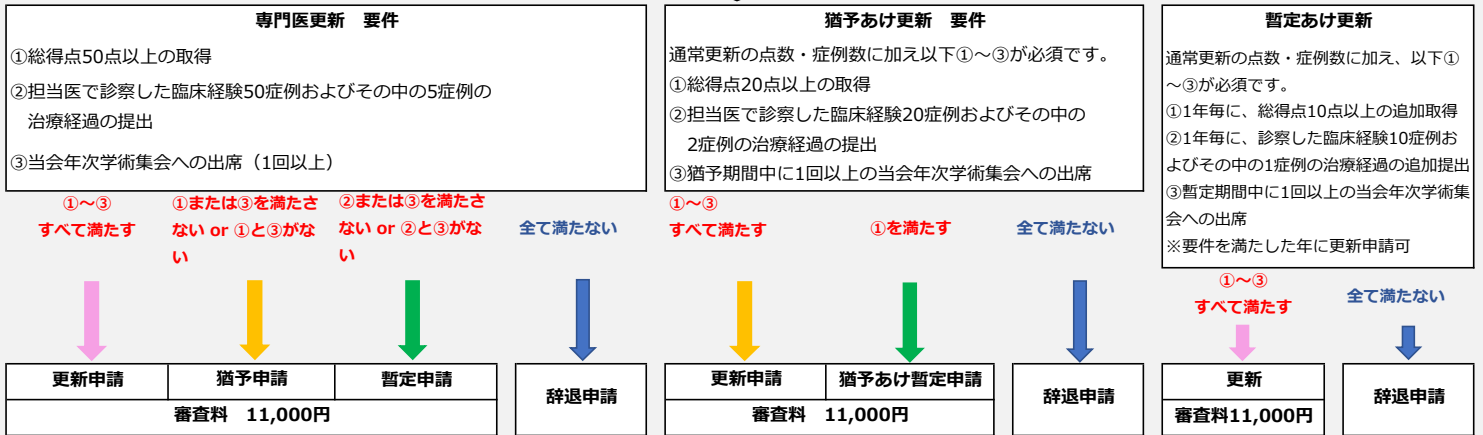 専門医更新　要件
①総得点50点以上の取得
②担当医で診察した臨床経験50症例およびその中の5症例の
治療経過の提出
③当会年次学術集会への出席（1回以上）
①～③
すべて満たす
①または③を満たさ
ない or ①と③がな
い
②または③を満たさ
ない or ②と③がな
い
全て満たない
更新申請
猶予申請
暫定申請
審査料　11,000円
辞退申請
猶予あけ更新　要件
通常更新の点数・症例数に加え以下①～③が必須です。
①総得点20点以上の取得
②担当医で診察した臨床経験20症例およびその中の
2症例の治療経過の提出
③猶予期間中に1回以上の当会年次学術集会への出席
①～③
すべて満たす
①を満たす
全て満たない
更新申請
猶予あけ暫定申請
審査料　11,000円
辞退申請
暫定あけ更新
通常更新の点数・症例数に加え、以下①
～③が必須です。
①1年毎に、総得点10点以上の追加取得
②1年毎に、診察した臨床経験10症例お
よびその中の1症例の治療経過の追加提出
③暫定期間中に1回以上の当会年次学術集
会への出席
※要件を満たした年に更新申請可
①～③
すべて満たす
全て満たない
更新
審査料11,000円
辞退申請